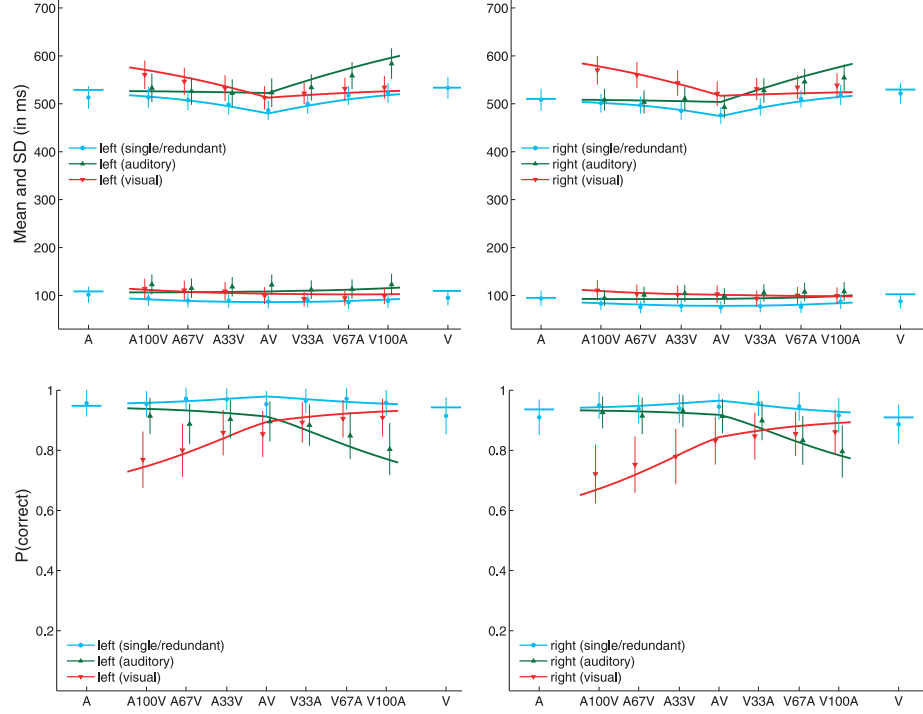 700
600
500
400
300
200
100
Mean and SD (in ms)
left (single/redundant)
left (auditory)
left (visual)
A A100V A67V A33V AV V33A V67A V100A V
700
600
500
400
300
200
100
right (single/redundant)
right (auditory)
right (visual)
A A100V A67V A33V AV V33A V67A V100A V
1
0.8
0.6
0.4
0.2
P(correct)
left (single/redundant)
left (auditory)
left (visual)
A A100V A67V A33V AV V33A V67A V100A V
1
0.8
0.6
0.4
0.2
right (single/redundant)
right (auditory)
right (visual)
A A100V A67V A33V AV V33A V67A V100A V